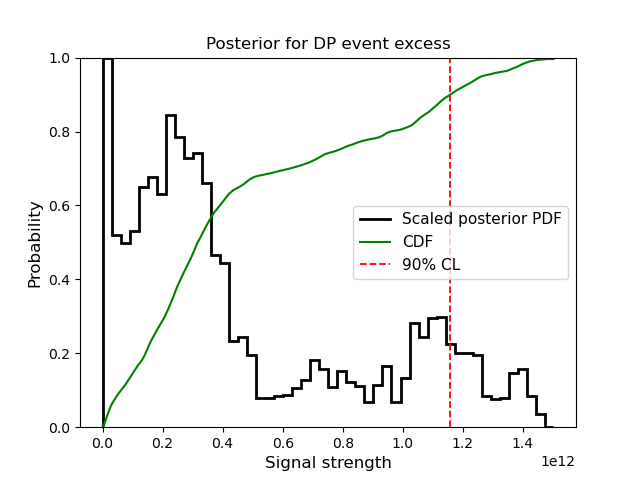 Posterior for DP event excess
1.0
0.8
0.6
0.4
0.2
0.0
Probability
Scaled posterior PDF
CDF
90% CL
0.0 0.2 0.4 0.6 0.8 1.0 1.2 1.4
1e12
Signal strength